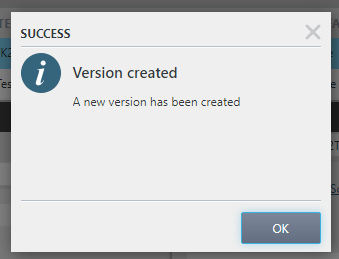 SUCCESS
Version created
A new version has been created
OK